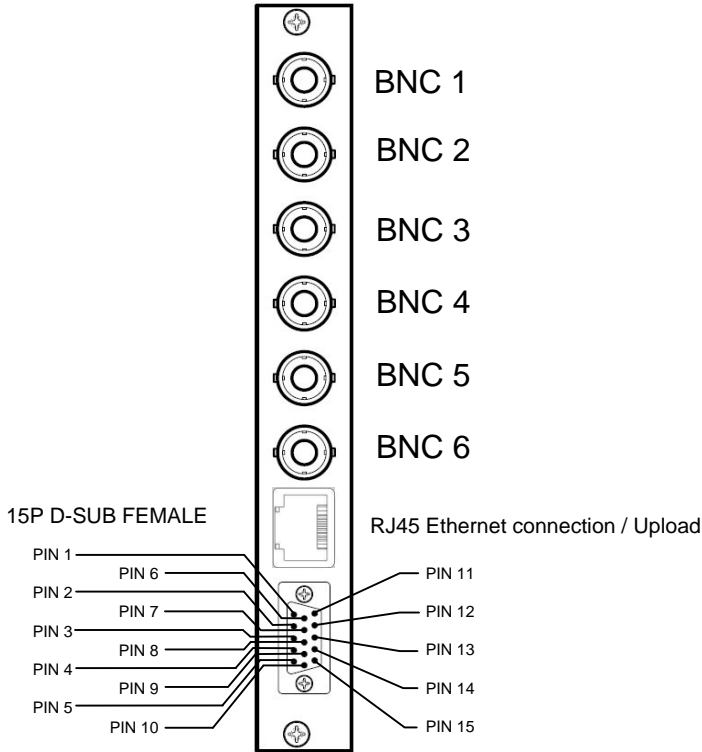 BNC 1
BNC 2
BNC 3
BNC 4
BNC 5
BNC 6
15P D-SUB FEMALE
RJ45 Ethernet connection / Upload
PIN 1
PIN 6
PIN 2
PIN 7
PIN 3
PIN 8
PIN 4
PIN 9
PIN 5
PIN 10
PIN 11
PIN 12
PIN 13
PIN 14
PIN 15